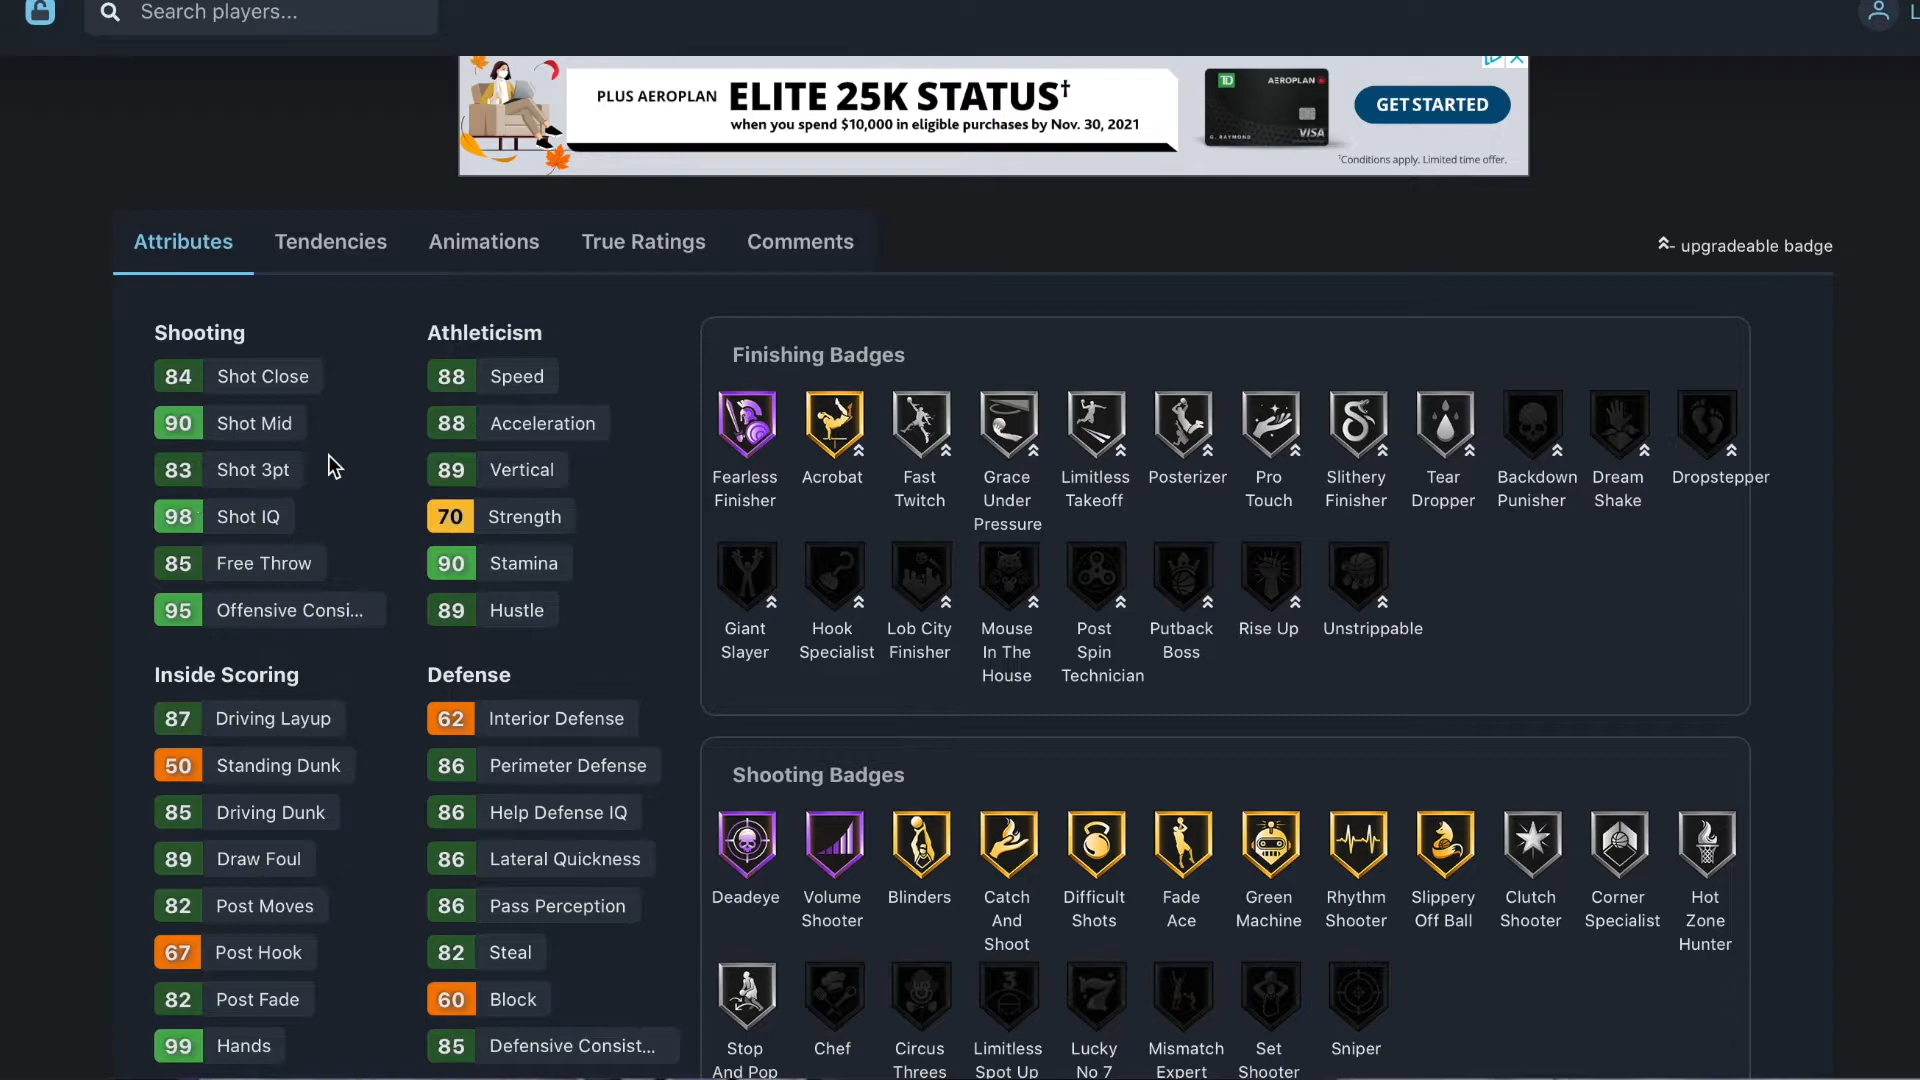 Search players...
L
PLUS AEROPLAN ELITE 25K STATUS†
when you spend $10,000 in eligible purchases by Nov. 30, 2021
TD
AEROPLAN
G. RAYMOND
VISA
GET STARTED
†Conditions apply. Limited time offer.
Attributes Tendencies Animations True Ratings Comments
- upgradeable badge
Shooting
84 Shot Close
90 Shot Mid
83 Shot 3pt
98 Shot IQ
85 Free Throw
95 Offensive Consi...
Athleticism
88 Speed
88 Acceleration
89 Vertical
70 Strength
90 Stamina
89 Hustle
Inside Scoring
87 Driving Layup
50 Standing Dunk
85 Driving Dunk
89 Draw Foul
82 Post Moves
67 Post Hook
82 Post Fade
99 Hands
Defense
62 Interior Defense
86 Perimeter Defense
86 Help Defense IQ
86 Lateral Quickness
86 Pass Perception
82 Steal
60 Block
85 Defensive Consist...
Finishing Badges
Fearless
Finisher
Acrobat
Fast
Twitch
Grace
Under
Pressure
Limitless
Takeoff
Posterizer
Pro
Touch
Slithery
Finisher
Tear
Dropper
Backdown
Punisher
Dream
Shake
Dropstepper
Giant
Slayer
Hook
Specialist
Lob City
Finisher
Mouse
In The
House
Post
Spin
Technician
Putback
Boss
Rise Up
Unstrippable
Shooting Badges
Deadeye
Volume
Shooter
Blinders
Catch
And
Shoot
Difficult
Shots
Fade
Ace
Green
Machine
Rhythm
Shooter
Slippery
Off Ball
Clutch
Shooter
Corner
Specialist
Hot
Zone
Hunter
Stop
And Pop
Chef
Circus
Threes
3
Limitless
Spot Up
7
Lucky
No 7
Mismatch
Expert
Set
Shooter
Sniper